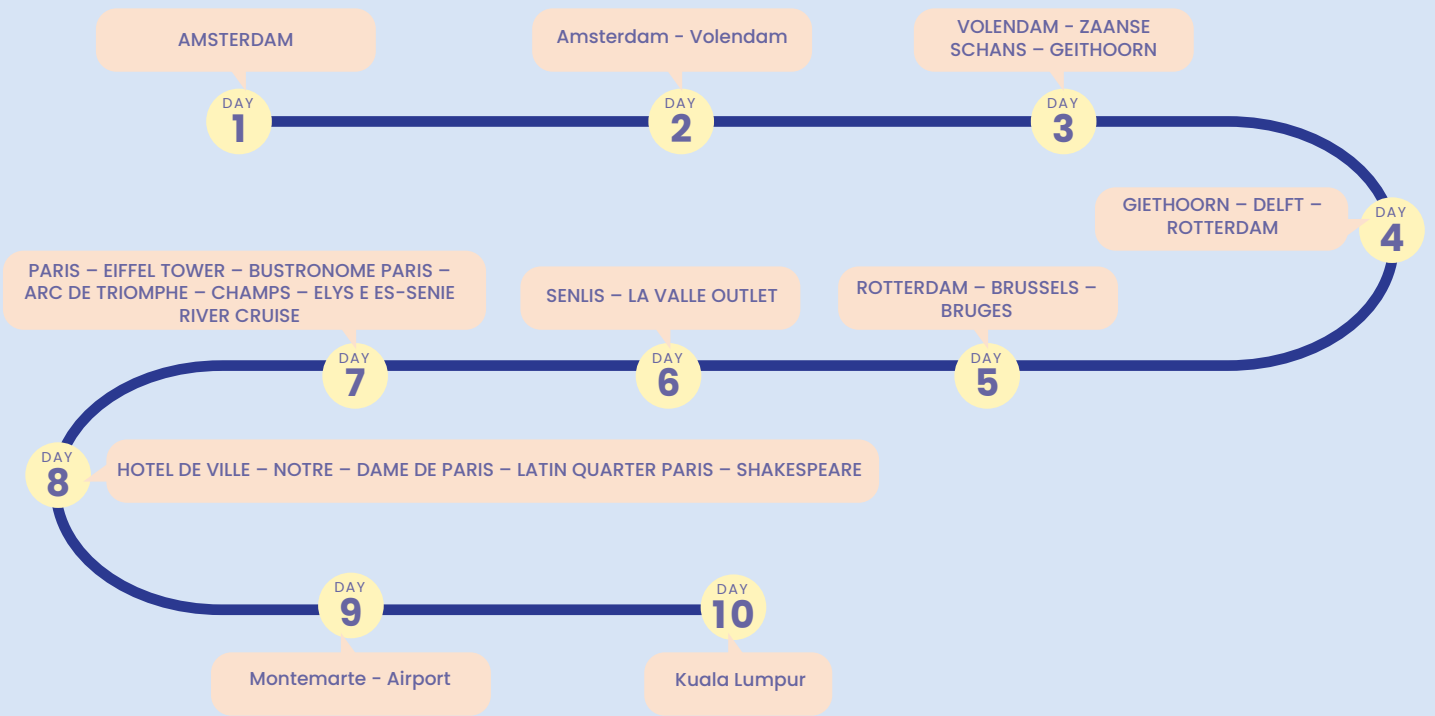 AMSTERDAM
DAY
1
Amsterdam - Volendam
DAY
2
VOLENDAM - ZAANSE
SCHANS – GEITHOORN
DAY
3
GIETHOORN – DELFT –
ROTTERDAM
DAY
4
ROTTERDAM – BRUSSELS –
BRUGES
DAY
5
SENLIS – LA VALLE OUTLET
DAY
6
PARIS – EIFFEL TOWER – BUSTRONOME PARIS –
ARC DE TRIOMPHE – CHAMPS – ELYS E ES-SENIE
RIVER CRUISE
DAY
7
DAY
8
HOTEL DE VILLE – NOTRE – DAME DE PARIS – LATIN QUARTER PARIS – SHAKESPEARE
DAY
9
Montemarte - Airport
DAY
10
Kuala Lumpur